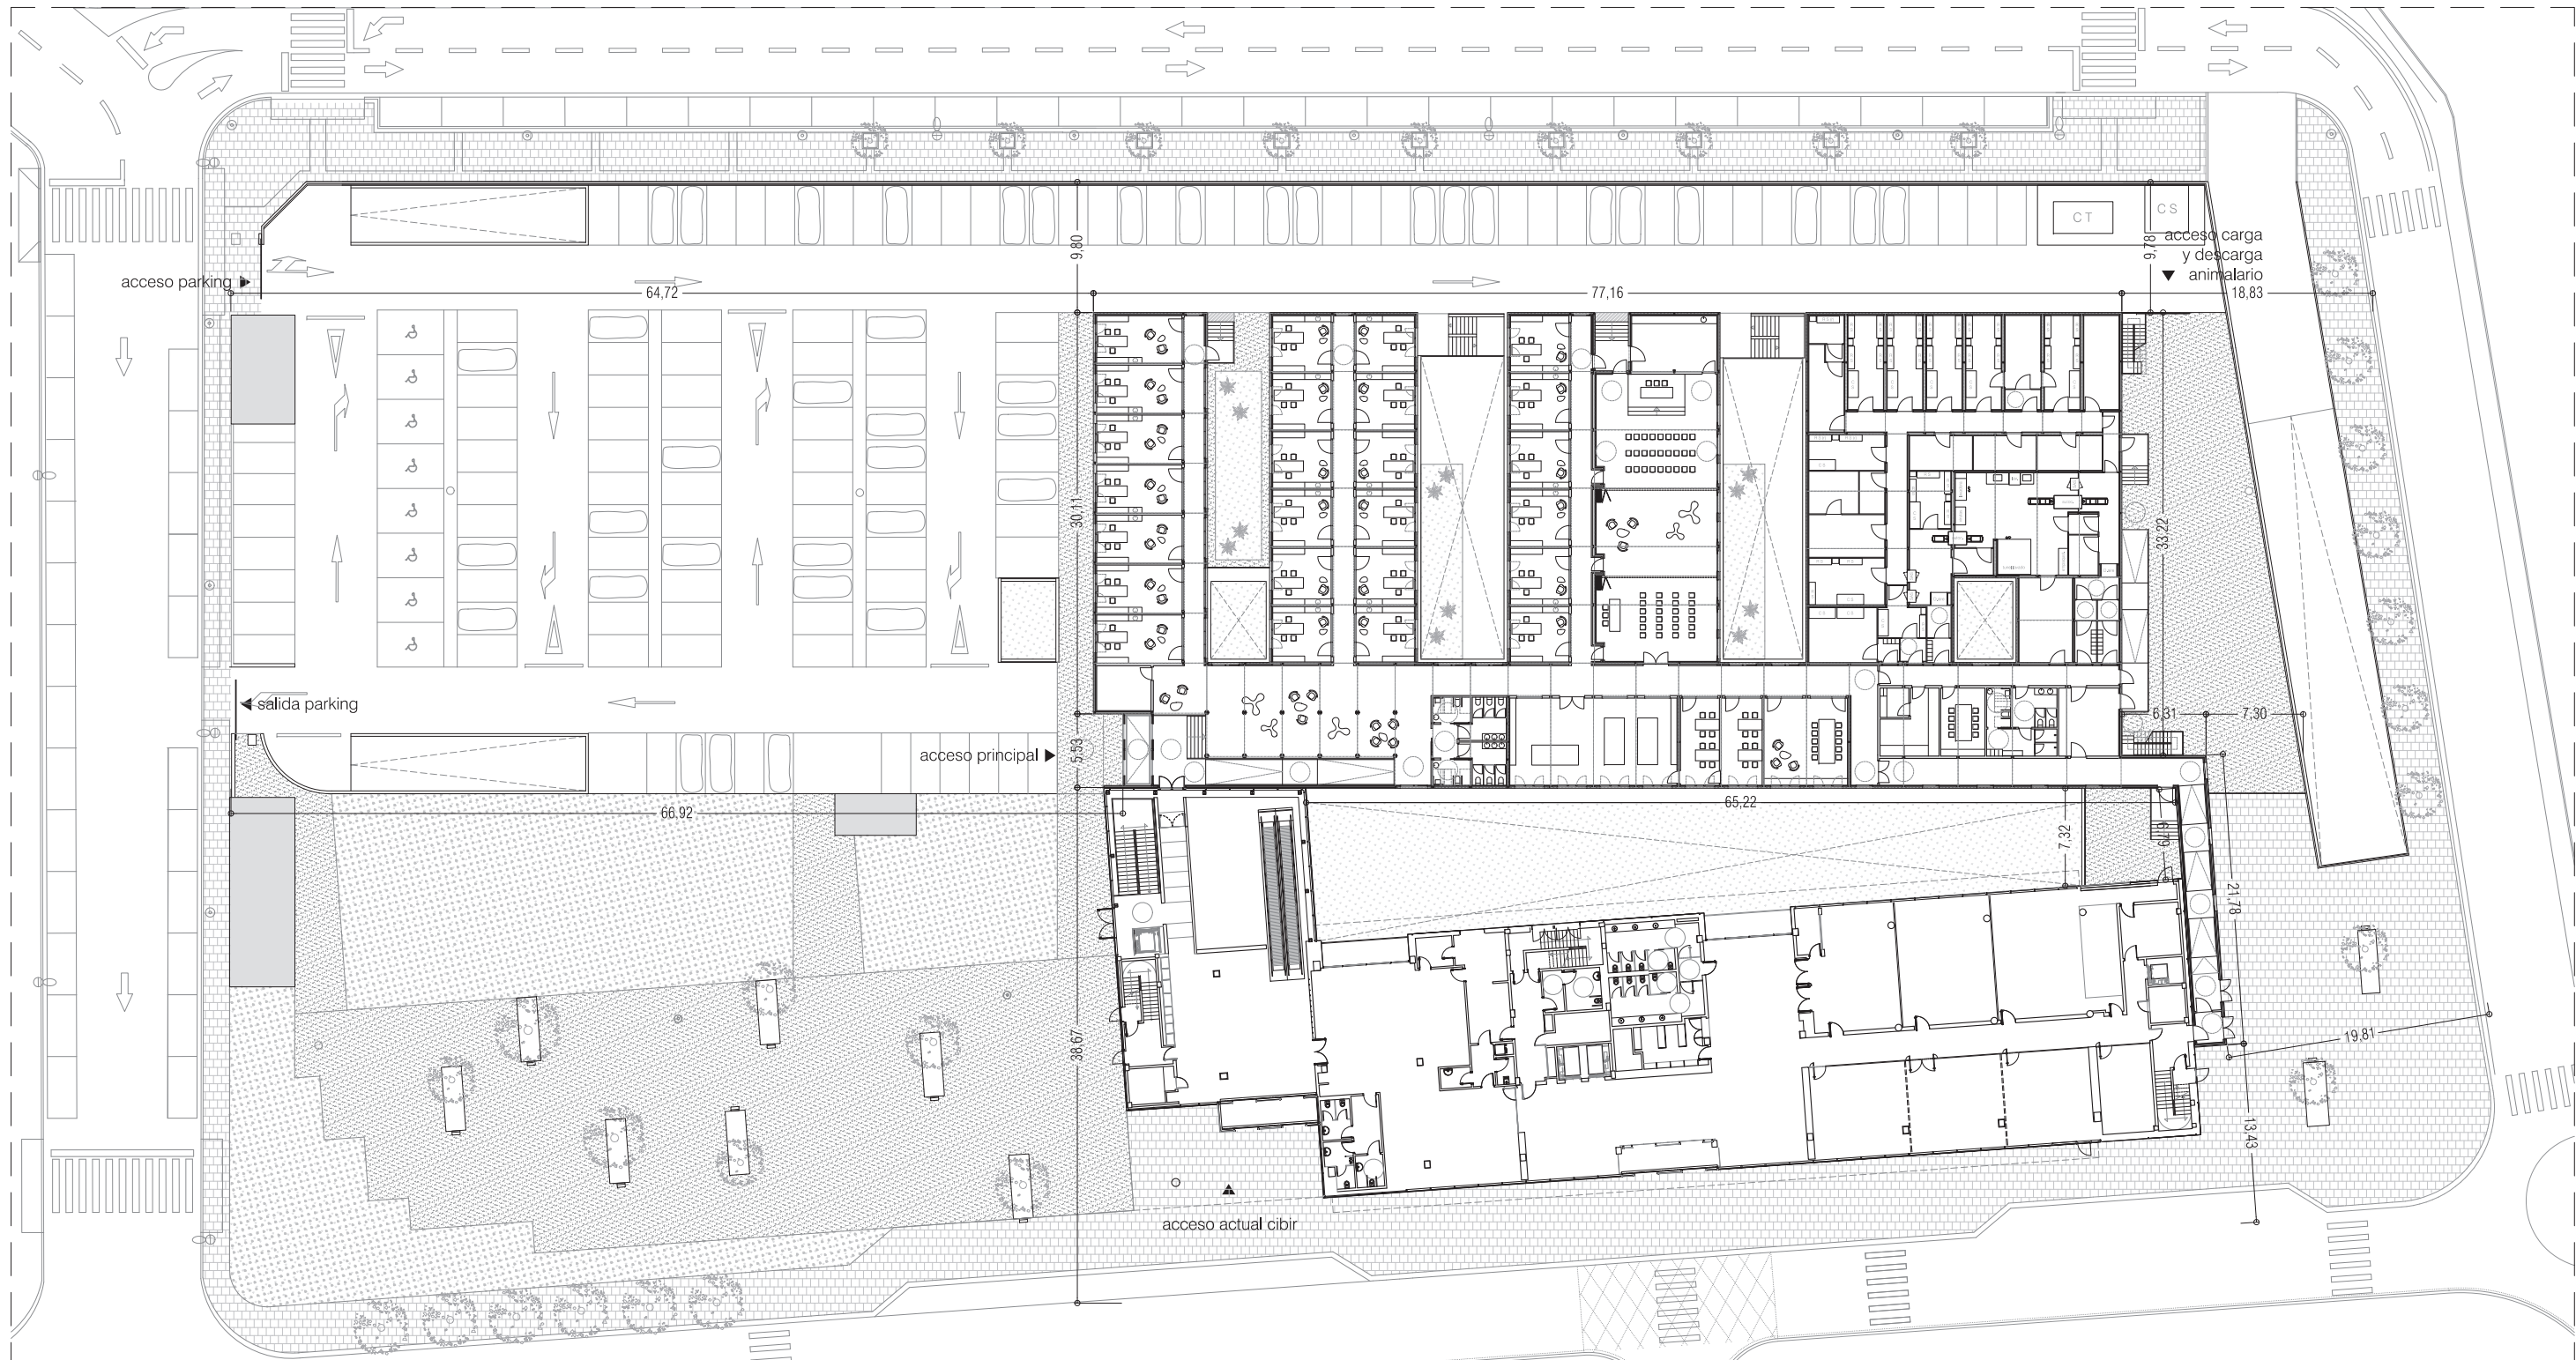 CT
CS
acceso carga
y descarga
animalario
9,80
9,78
acceso parking
64,72
77,16
18,83
30,11
33,22
salida parking
acceso principal
5,53
6,31
7,30
66,92
65,22
7,32
6,79
21,78
38,67
19,81
13,43
acceso actual cibir